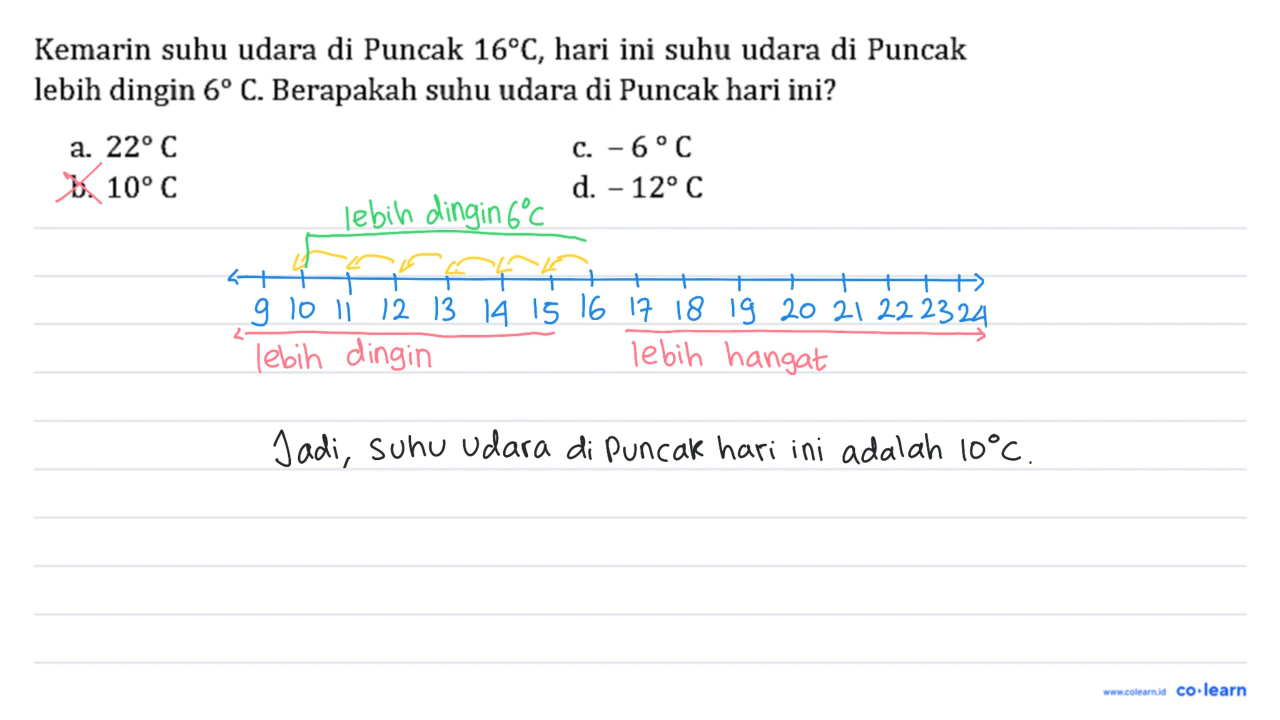 Kemarin suhu udara di Puncak 16°C, hari ini suhu udara di Puncak
lebih dingin 6° C. Berapakah suhu udara di Puncak hari ini?
a. 22° C
c. – 6 ° C
b. 10° C
d. – 12° C
lebih dingin 6°C
9 10 11 12 13 14 15 16 17 18 19 20 21 22 23 24
lebih dingin
lebih hangat
Jadi, suhu udara di Puncak hari ini adalah 10°C.
www.colearn.id co·learn